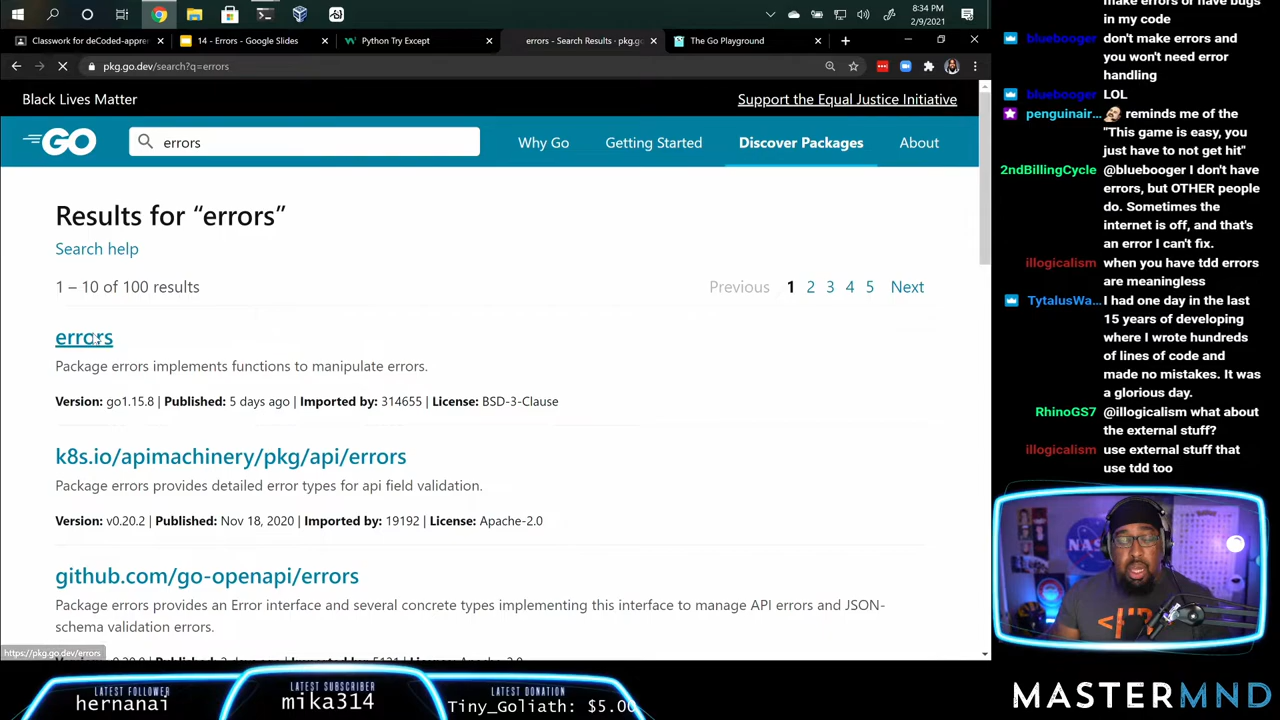 8:34 PM
2/9/2021
Classwork for deCoded-appre
14 - Errors - Google Slides
Python Try Except
errors - Search Results · pkg.go
The Go Playground
pkg.go.dev/search?q=errors
Black Lives Matter
Support the Equal Justice Initiative
GO
errors
Why Go
Getting Started
Discover Packages
About
Results for “errors”
Search help
1 – 10 of 100 results
Previous 1 2 3 4 5 Next
errors
Package errors implements functions to manipulate errors.
Version: go1.15.8 | Published: 5 days ago | Imported by: 314655 | License: BSD-3-Clause
k8s.io/apimachinery/pkg/api/errors
Package errors provides detailed error types for api field validation.
Version: v0.20.2 | Published: Nov 18, 2020 | Imported by: 19192 | License: Apache-2.0
github.com/go-openapi/errors
Package errors provides an Error interface and several concrete types implementing this interface to manage API errors and JSON-
schema validation errors.
https://pkg.go.dev/errors
make errors or have bugs
in my code
bluebooger don't make errors and
you won't need error
handling
bluebooger LOL
penguinair... reminds me of the
"This game is easy, you
just have to not get hit"
2ndBillingCycle @bluebooger I don't have
errors, but OTHER people
do. Sometimes the
internet is off, and that's
an error I can't fix.
illogicalism when you have tdd errors
are meaningless
TytalusWa... I had one day in the last
15 years of developing
where I wrote hundreds
of lines of code and
made no mistakes. It was
a glorious day.
RhinoGS7 @illogicalism what about
the external stuff?
illogicalism use external stuff that
use tdd too
NASA
LATEST FOLLOWER
hernanai
LATEST SUBSCRIBER
mika314
LATEST DONATION
Tiny_Goliath: $5.00
MASTERMND